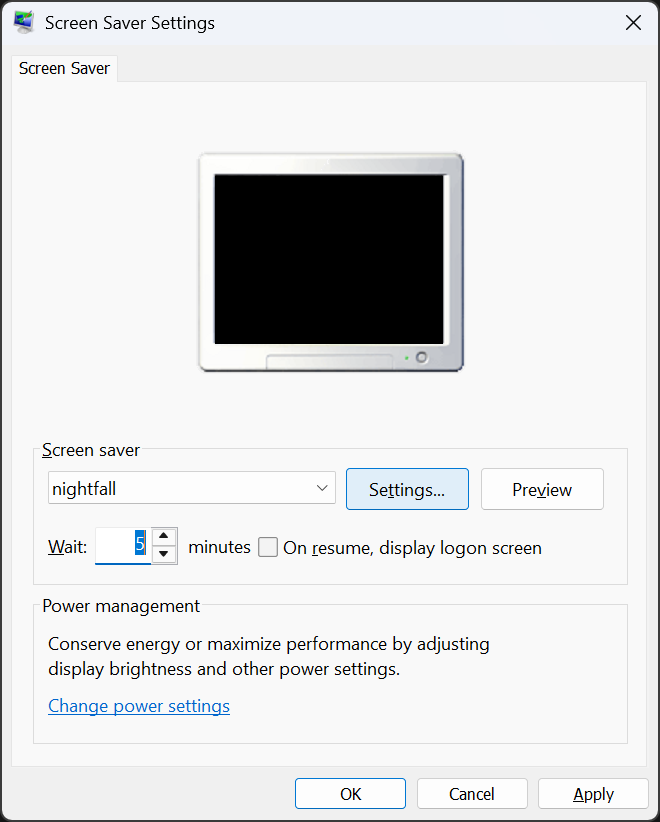 Screen Saver Settings
Screen Saver
Screen saver
nightfall
Settings...
Preview
Wait:
5
minutes
On resume, display logon screen
Power management
Conserve energy or maximize performance by adjusting
display brightness and other power settings.
Change power settings
OK
Cancel
Apply